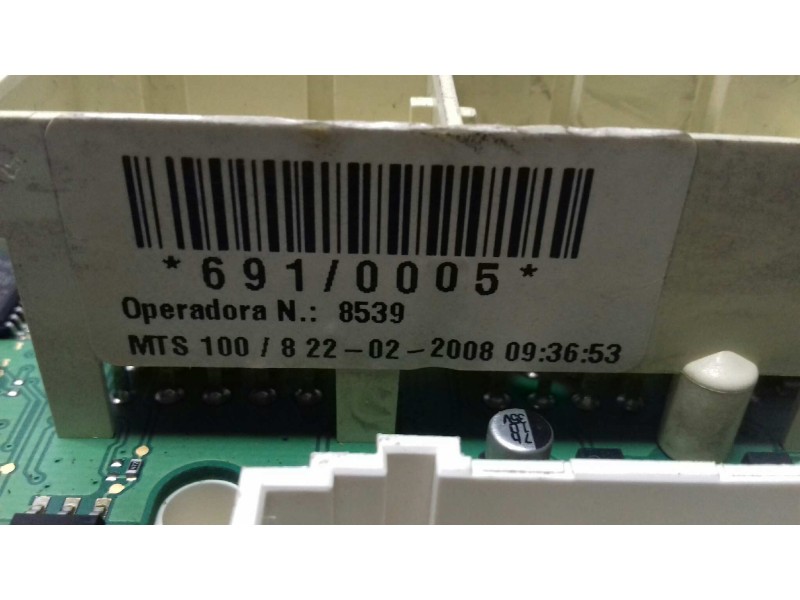 *691/0005*
Operadora N.: 8539
MTS 100 / 8 22-02-2008 09:36:53